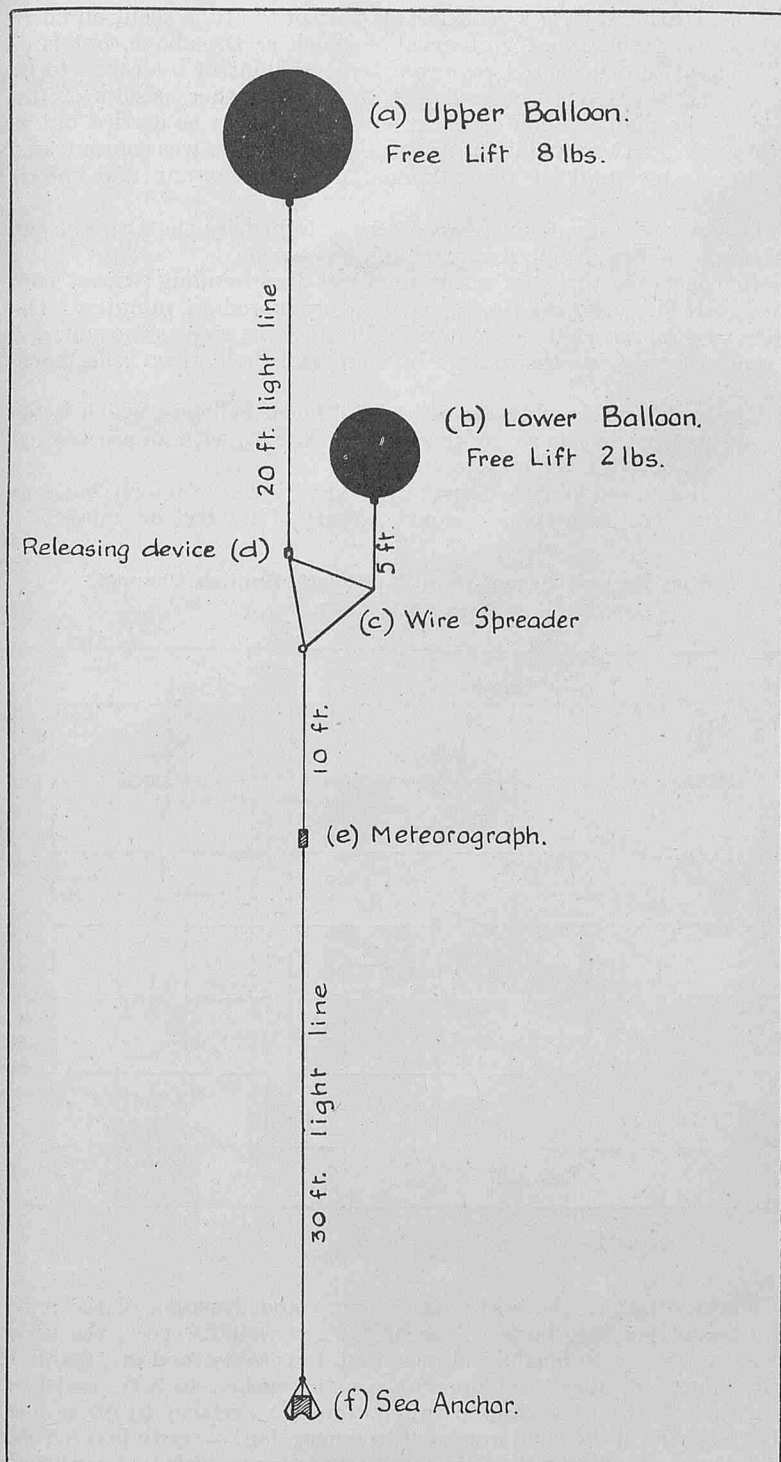 (a) Upper Balloon.
Free Lift 8 lbs.
20 ft. light line
(b) Lower Balloon.
Free Lift 2 lbs.
Releasing device (d)
5 ft
(c) Wire Spreader
10 ft.
(e) Meteorograph.
30 ft. light line
(f) Sea Anchor.